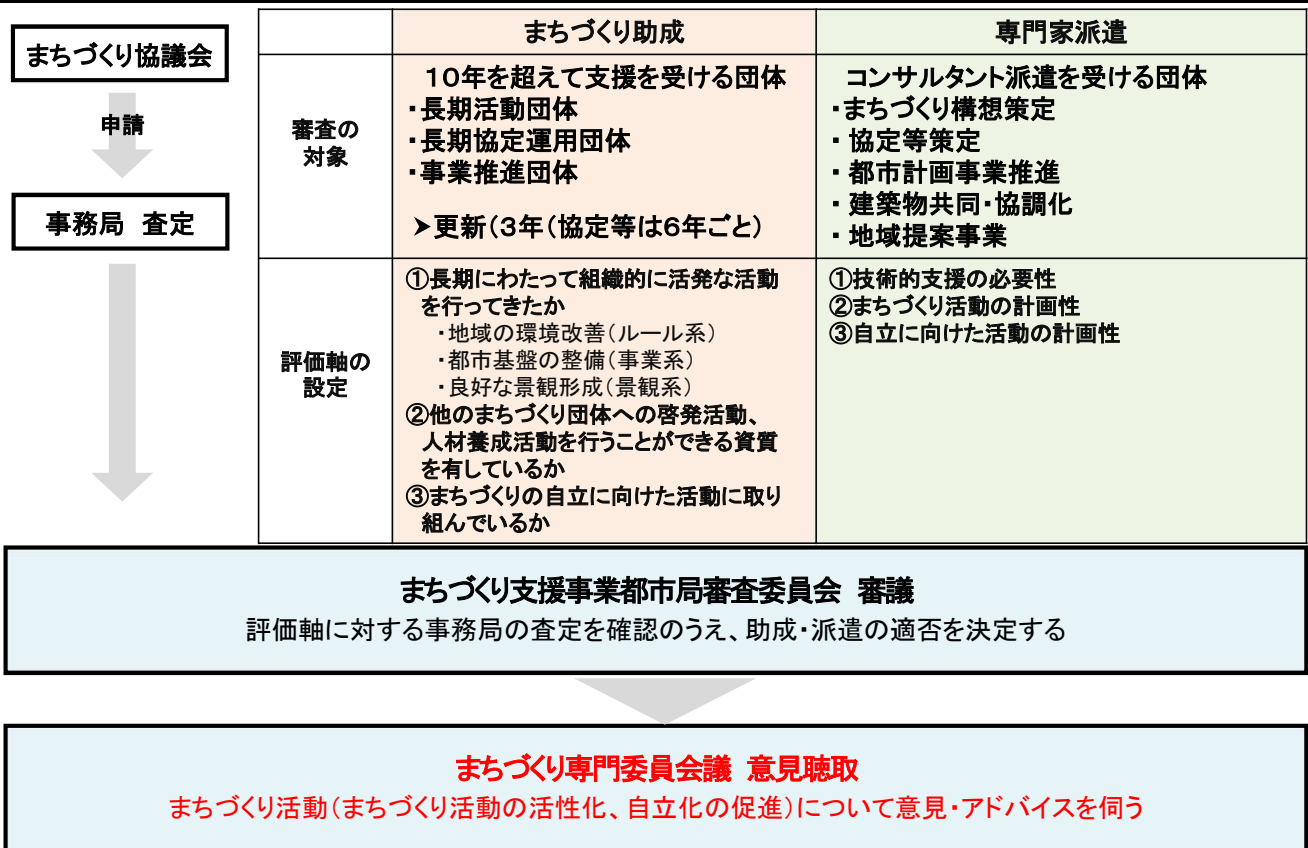 まちづくり協議会
申請
事務局 査定
まちづくり助成
専門家派遣
審査の
対象
10年を超えて支援を受ける団体
・長期活動団体
・長期協定運用団体
・事業推進団体
➤更新(3年(協定等は6年ごと)
コンサルタント派遣を受ける団体
・まちづくり構想策定
・協定等策定
・都市計画事業推進
・建築物共同・協調化
・地域提案事業
評価軸の
設定
①長期にわたって組織的に活発な活動
を行ってきたか
・地域の環境改善(ルール系)
・都市基盤の整備(事業系)
・良好な景観形成(景観系)
②他のまちづくり団体への啓発活動、
人材養成活動を行うことができる資質
を有しているか
③まちづくりの自立に向けた活動に取り
組んでいるか
①技術的支援の必要性
②まちづくり活動の計画性
③自立に向けた活動の計画性
まちづくり支援事業都市局審査委員会 審議
評価軸に対する事務局の査定を確認のうえ、助成・派遣の適否を決定する
まちづくり専門委員会議 意見聴取
まちづくり活動(まちづくり活動の活性化、自立化の促進)について意見・アドバイスを伺う